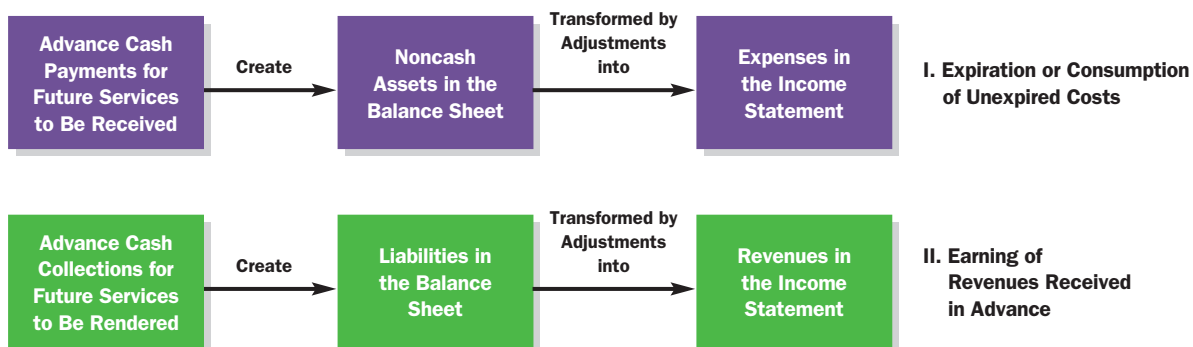 Advance Cash
Payments for
Future Services
to Be Received
Create
Noncash
Assets in the
Balance Sheet
Transformed by
Adjustments
into
Expenses in
the Income
Statement
I. Expiration or Consumption
of Unexpired Costs
Advance Cash
Collections for
Future Services
to Be Rendered
Create
Liabilities in
the Balance
Sheet
Transformed by
Adjustments
into
Revenues in
the Income
Statement
II. Earning of
Revenues Received
in Advance